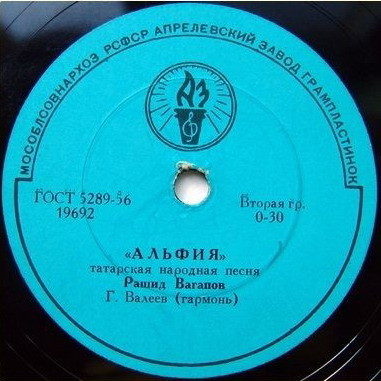 МОСОБЛСОВНАРХОЗ РСФСР АПРЕЛЕВСКИЙ ЗАВОД ГРАМПЛАСТИНОК
АЗ
ГОСТ 5289-56
19692
Вторая гр.
0-30
«АЛЬФИЯ»
татарская народная песня
Рашид Вагапов
Г. Валеев (гармонь)